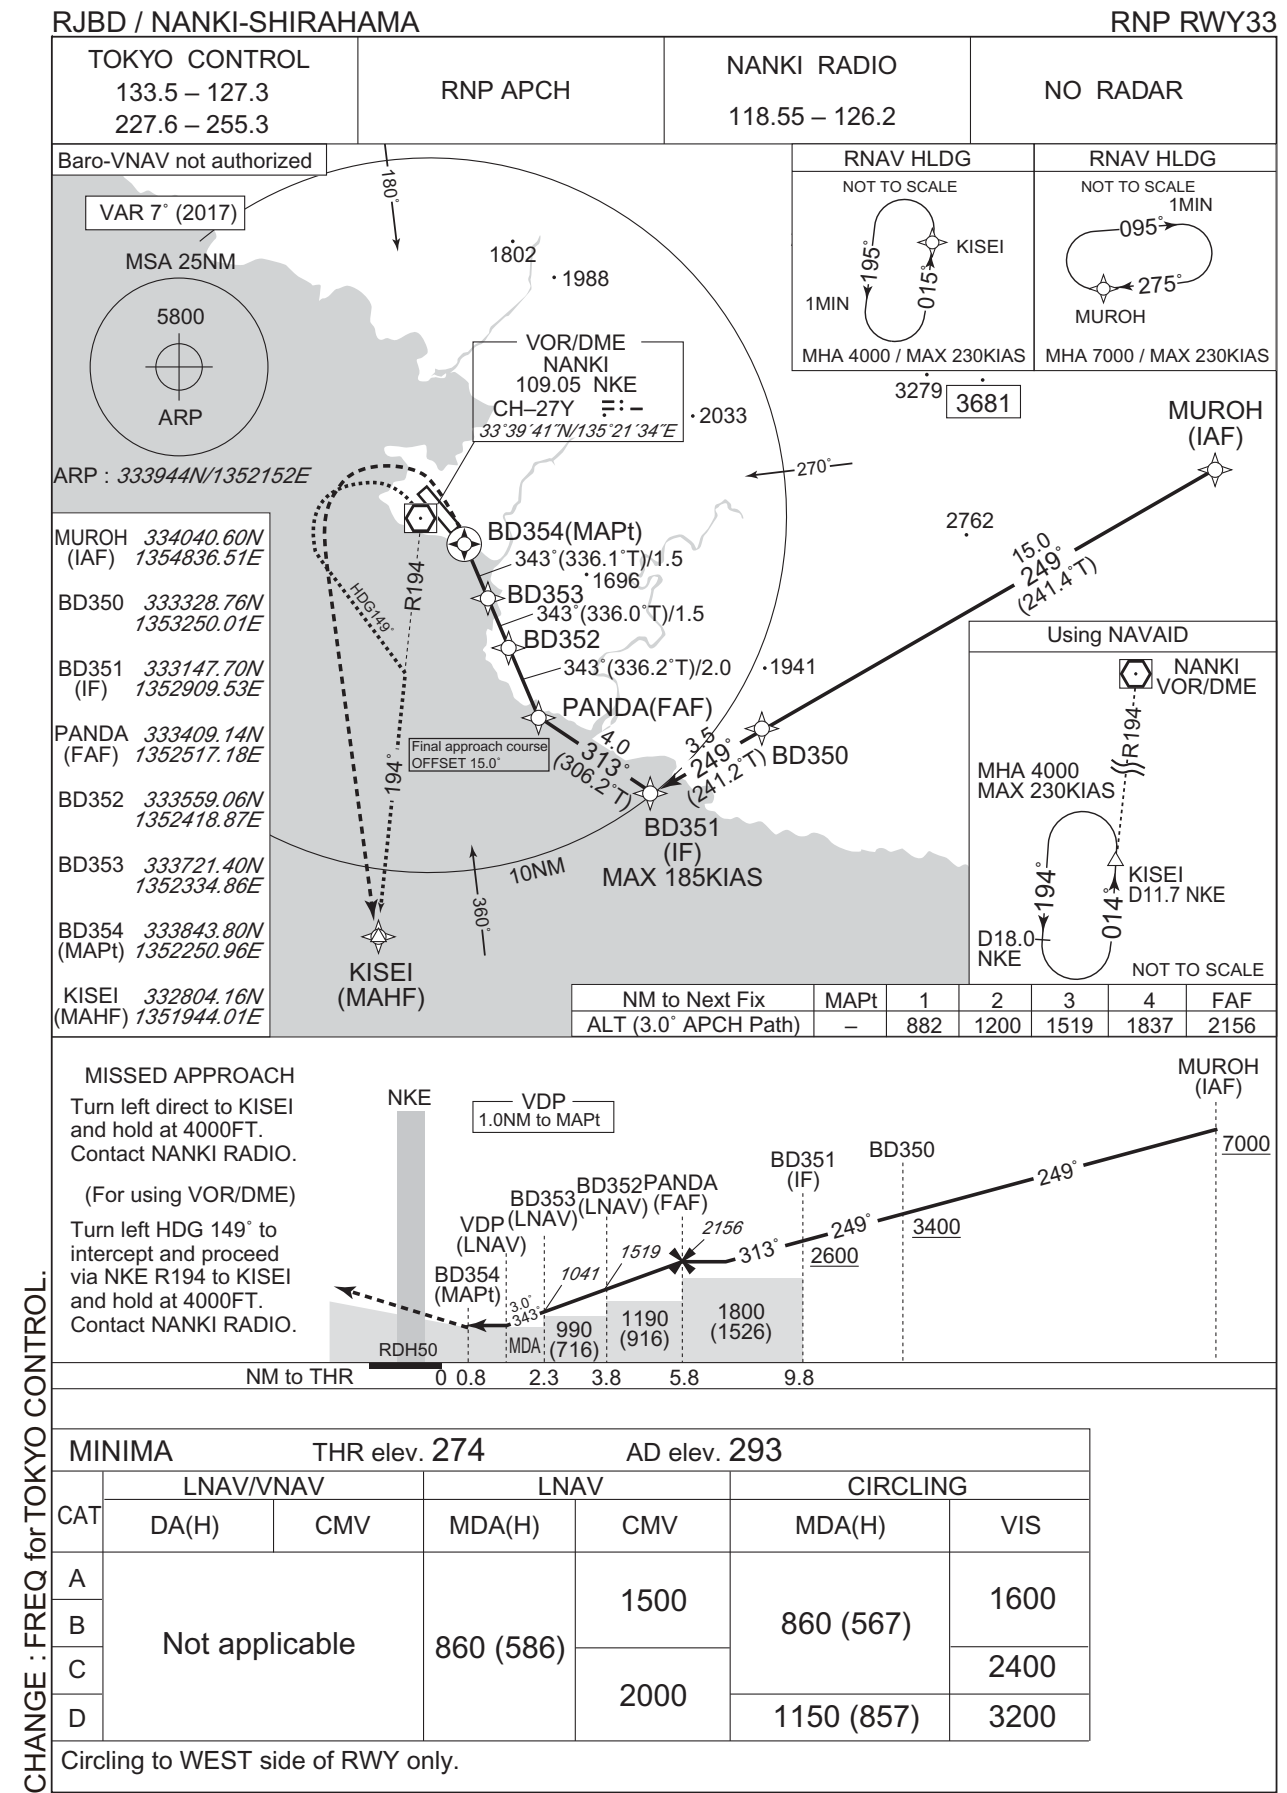 RJBD / NANKI-SHIRAHAMA
RNP RWY33
TOKYO CONTROL
133.5 – 127.3
227.6 – 255.3
RNP APCH
NANKI RADIO
118.55 – 126.2
NO RADAR
Baro-VNAV not authorized
VAR 7˚ (2017)
MSA 25NM
5800
ARP
ARP : 333944N/1352152E
180˚
1802
1988
VOR/DME
NANKI
109.05 NKE
CH–27Y
33˚39´41˝N/135˚21´34˝E
2033
RNAV HLDG
NOT TO SCALE
195˚
015˚
KISEI
1MIN
MHA 4000 / MAX 230KIAS
RNAV HLDG
NOT TO SCALE
1MIN
095˚
275˚
MUROH
MHA 7000 / MAX 230KIAS
3279
3681
MUROH
(IAF)
270˚
2762
15.0
249˚
(241.4˚T)
MUROH 334040.60N
(IAF) 1354836.51E
BD350 333328.76N
1353250.01E
BD351 333147.70N
(IF) 1352909.53E
PANDA 333409.14N
(FAF) 1352517.18E
BD352 333559.06N
1352418.87E
BD353 333721.40N
1352334.86E
BD354 333843.80N
(MAPt) 1352250.96E
KISEI 332804.16N
(MAHF) 1351944.01E
BD354(MAPt)
343˚(336.1˚T)/1.5
1696
BD353
343˚(336.0˚T)/1.5
BD352
343˚(336.2˚T)/2.0
1941
PANDA(FAF)
R194
HDG149˚
194˚
Final approach course
OFFSET 15.0˚
4.0
313˚
(306.2˚T)
3.5
249˚
(241.2˚T)
BD350
BD351
(IF)
MAX 185KIAS
10NM
360˚
KISEI
(MAHF)
Using NAVAID
NANKI
VOR/DME
R194
MHA 4000
MAX 230KIAS
194˚
014˚
KISEI
D11.7 NKE
D18.0
NKE
NOT TO SCALE
NM to Next Fix MAPt 1 2 3 4 FAF
ALT (3.0˚ APCH Path) – 882 1200 1519 1837 2156
MISSED APPROACH
Turn left direct to KISEI
and hold at 4000FT.
Contact NANKI RADIO.
(For using VOR/DME)
Turn left HDG 149˚ to
intercept and proceed
via NKE R194 to KISEI
and hold at 4000FT.
Contact NANKI RADIO.
NKE
VDP
1.0NM to MAPt
MUROH
(IAF)
7000
249˚
BD350
3400
249˚
BD351
(IF)
2600
313˚
PANDA
(FAF)
2156
BD352
(LNAV)
1519
BD353
(LNAV)
1041
VDP
(LNAV)
BD354
(MAPt)
3.0˚
343˚
MDA
990
(716)
1190
(916)
1800
(1526)
RDH50
NM to THR 0 0.8 2.3 3.8 5.8 9.8
MINIMA THR elev. 274 AD elev. 293
CAT LNAV/VNAV LNAV CIRCLING
DA(H) CMV MDA(H) CMV MDA(H) VIS
A
B
C
D
Not applicable
860 (586)
1500
2000
860 (567)
1150 (857)
1600
2400
3200
Circling to WEST side of RWY only.
CHANGE : FREQ for TOKYO CONTROL.